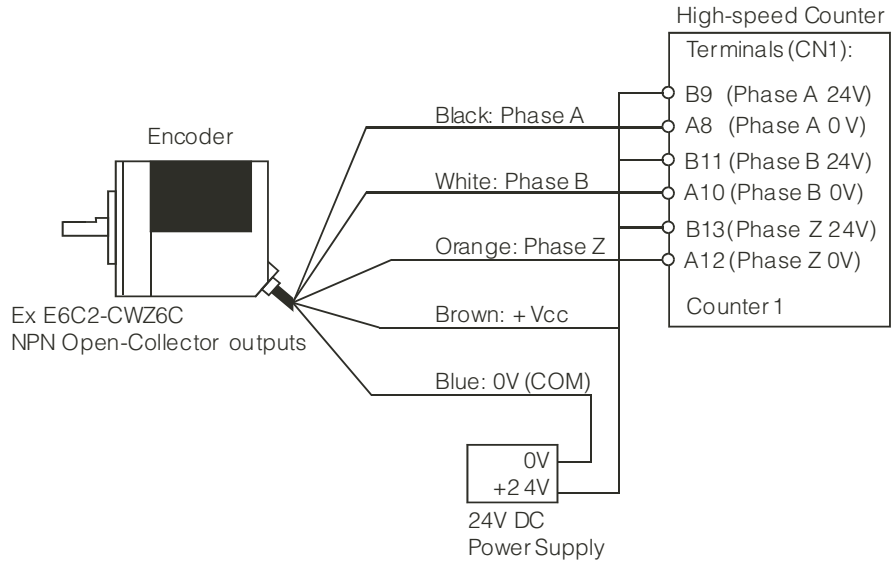 High-speed Counter
Terminals (CN1):
B9 (Phase A 24V)
Black: Phase A
A8 (Phase A 0 V)
Encoder
B11 (Phase B 24V)
White: Phase B
A10 (Phase B 0V)
B13 (Phase Z 24V)
Orange: Phase Z
A12 (Phase Z 0V)
Ex E6C2-CWZ6C
NPN Open-Collector outputs
Brown: + Vcc
Counter 1
Blue: 0V (COM)
0V
+2 4V
24V DC
Power Supply